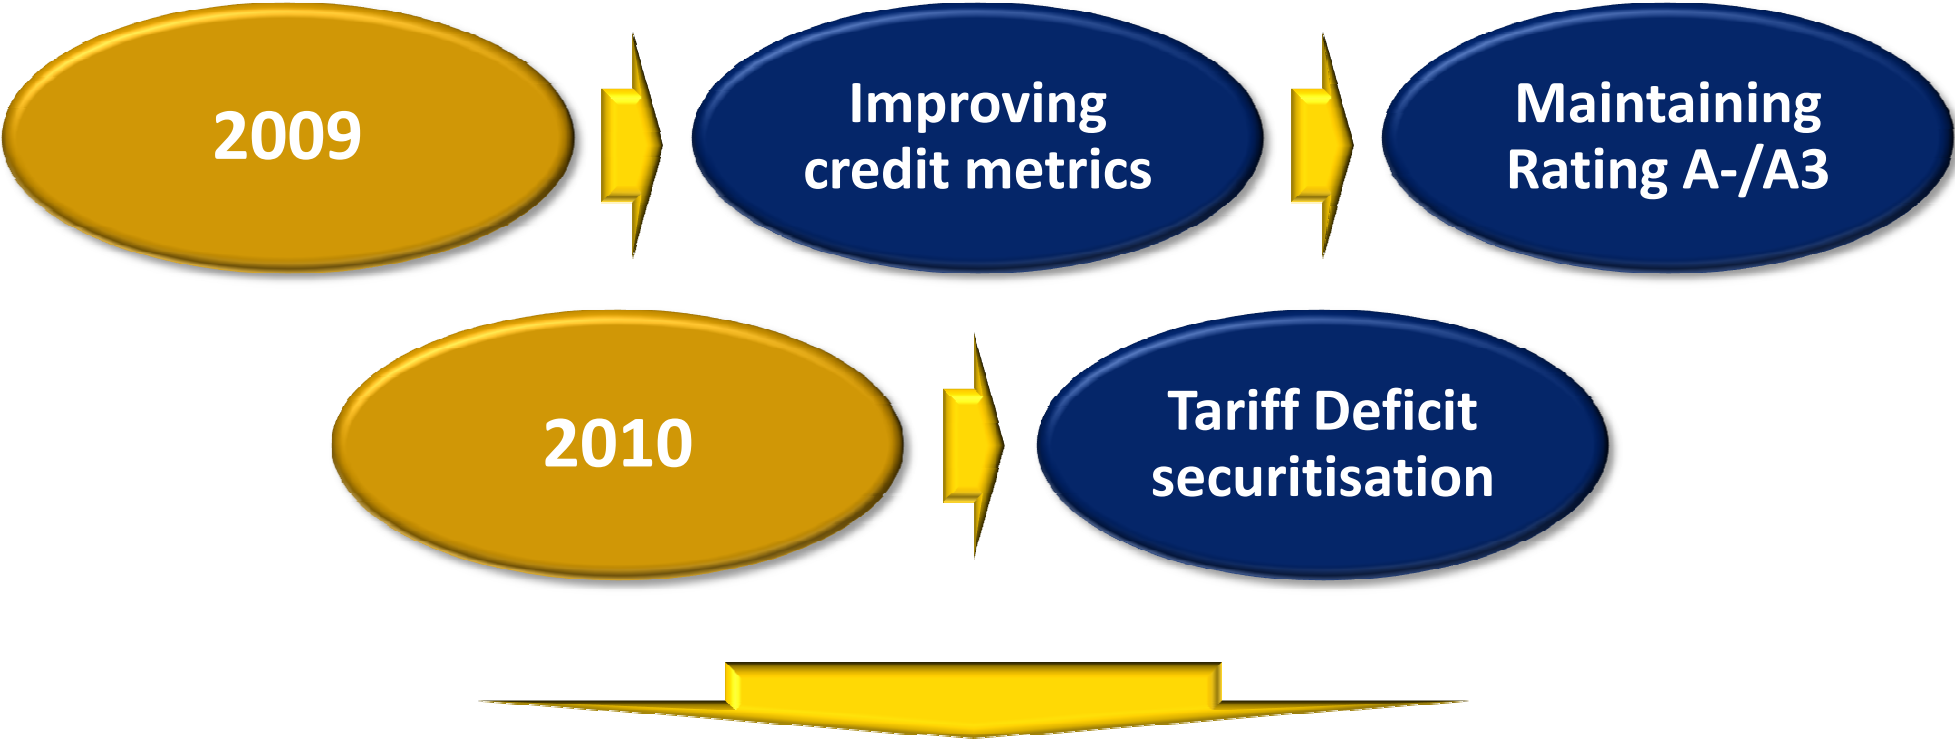 2009
Improving
credit metrics
Maintaining
Rating A-/A3
2010
Tariff Deficit
securitisation